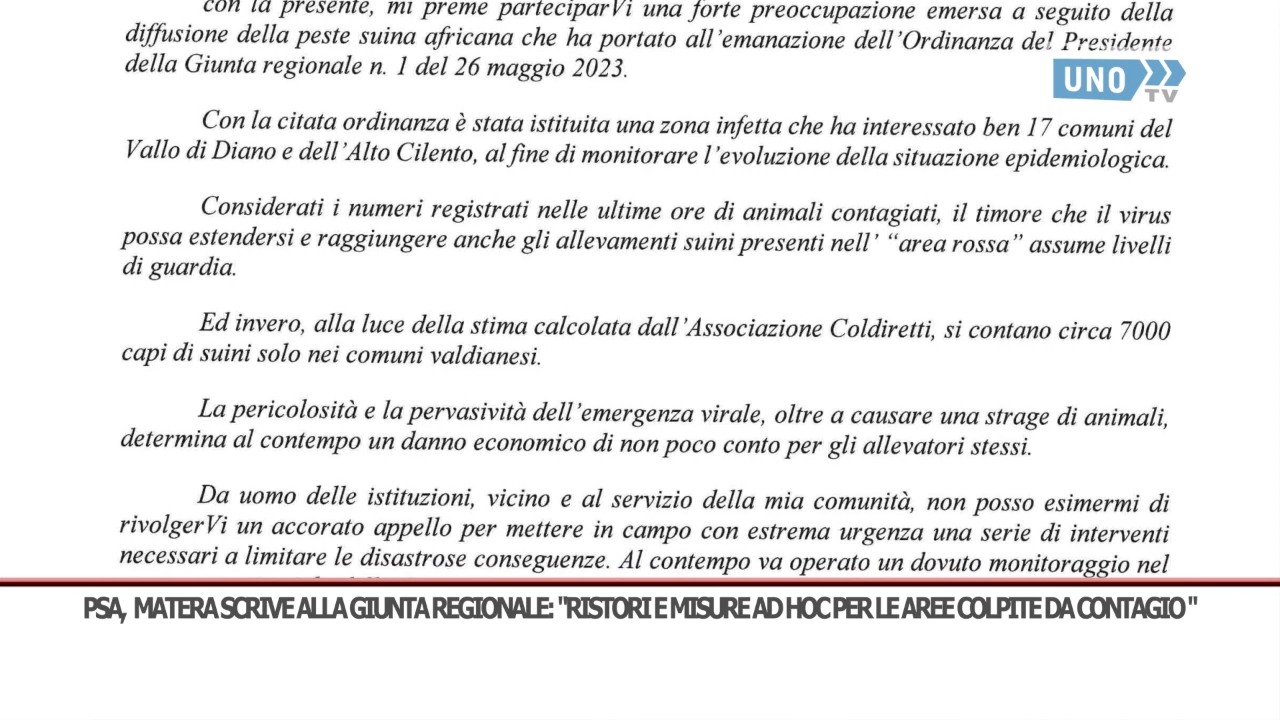 con la presente, mi preme parteciparVi una forte preoccupazione emersa a seguito della
diffusione della peste suina africana che ha portato all'emanazione dell'Ordinanza del Presidente
della Giunta regionale n. 1 del 26 maggio 2023.
UNO
TV
Con la citata ordinanza è stata istituita una zona infetta che ha interessato ben 17 comuni del
Vallo di Diano e dell'Alto Cilento, al fine di monitorare l'evoluzione della situazione epidemiologica.
Considerati i numeri registrati nelle ultime ore di animali contagiati, il timore che il virus
possa estendersi e raggiungere anche gli allevamenti suini presenti nell' “area rossa” assume livelli
di guardia.
Ed invero, alla luce della stima calcolata dall'Associazione Coldiretti, si contano circa 7000
capi di suini solo nei comuni valdianesi.
La pericolosità e la pervasività dell'emergenza virale, oltre a causare una strage di animali,
determina al contempo un danno economico di non poco conto per gli allevatori stessi.
Da uomo delle istituzioni, vicino e al servizio della mia comunità, non posso esimermi di
rivolgerVi un accorato appello per mettere in campo con estrema urgenza una serie di interventi
necessari a limitare le disastrose conseguenze. Al contempo va operato un dovuto monitoraggio nel
PSA, MATERA SCRIVE ALLA GIUNTA REGIONALE: "RISTORI E MISURE AD HOC PER LE AREE COLPITE DA CONTAGIO"